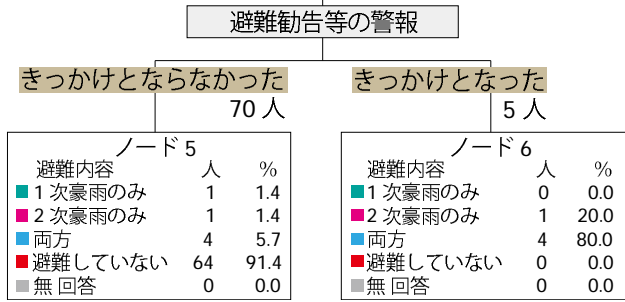 避難勧告等の警報
きっかけとならなかった きっかけとなった
70 人 5 人
ノード 5
避難内容 人 %
1 次豪雨のみ 1 1.4
2 次豪雨のみ 1 1.4
両方 4 5.7
避難していない 64 91.4
無 回答 0 0.0
ノード 6
避難内容 人 %
1 次豪雨のみ 0 0.0
2 次豪雨のみ 1 20.0
両方 4 80.0
避難していない 0 0.0
無 回答 0 0.0